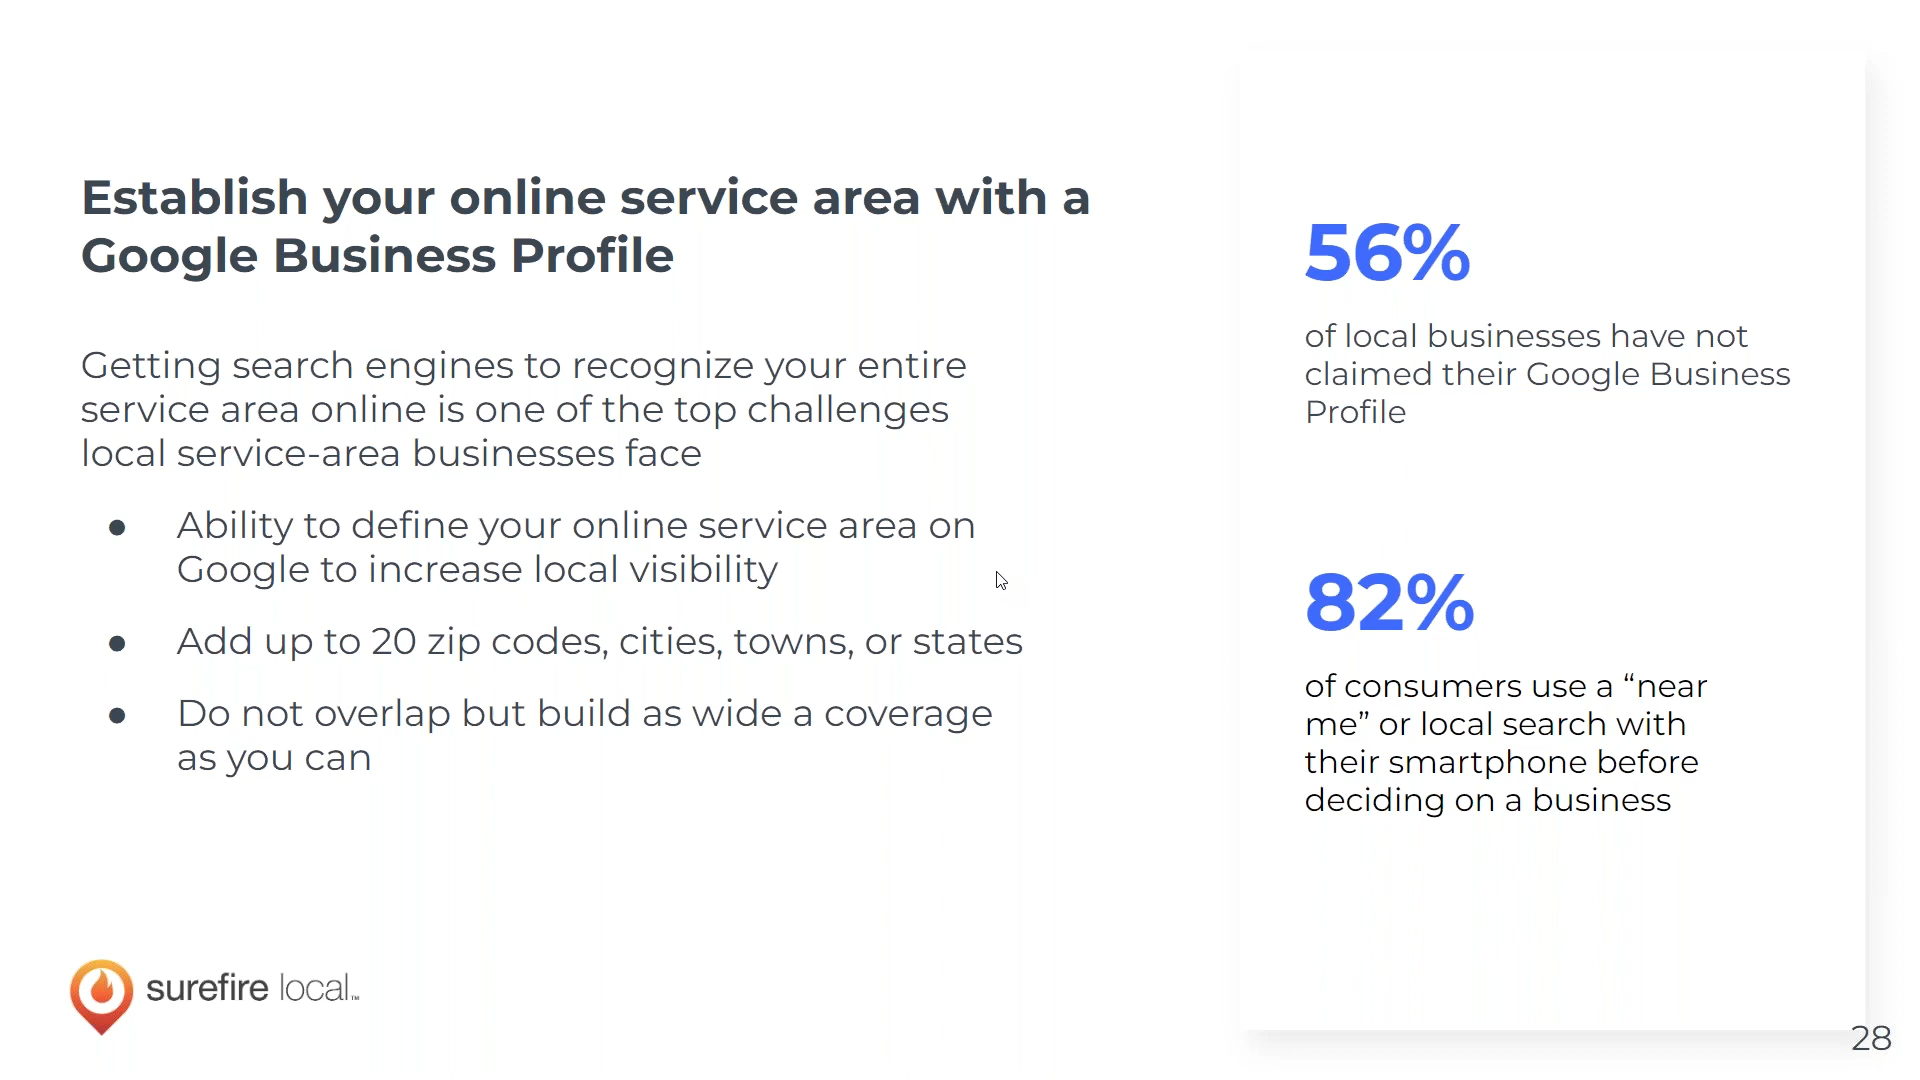 Establish your online service area with a
Google Business Profile
Getting search engines to recognize your entire
service area online is one of the top challenges
local service-area businesses face
● Ability to define your online service area on
Google to increase local visibility
● Add up to 20 zip codes, cities, towns, or states
● Do not overlap but build as wide a coverage
as you can
56%
of local businesses have not
claimed their Google Business
Profile
82%
of consumers use a “near
me” or local search with
their smartphone before
deciding on a business
surefire local™
28